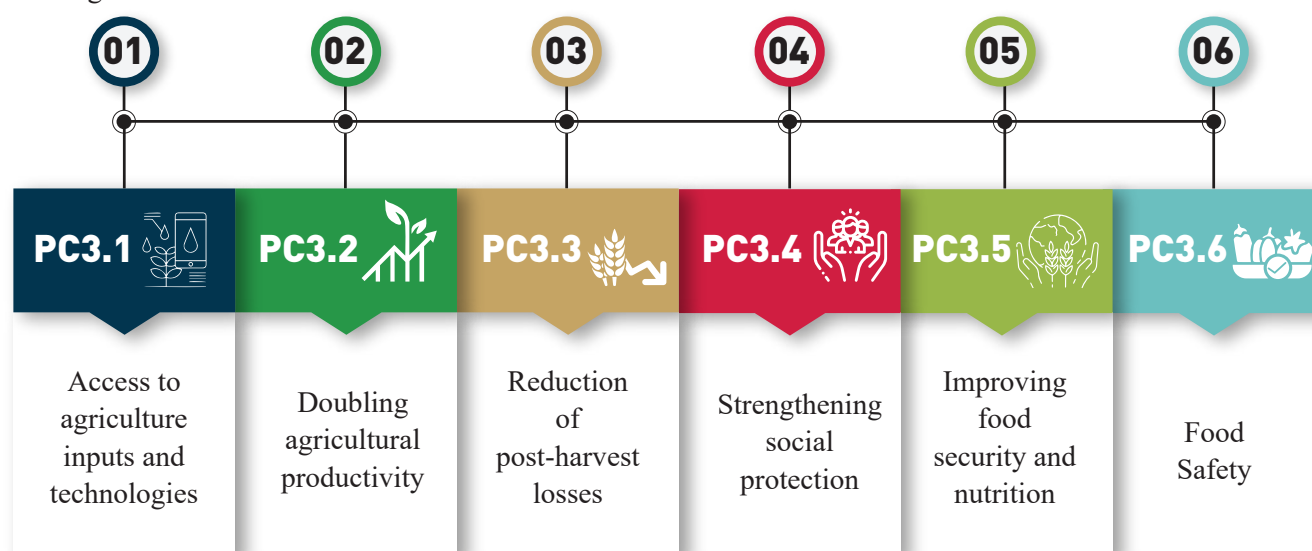 01
02
03
04
05
06
PC3.1
PC3.2
PC3.3
PC3.4
PC3.5
PC3.6
Access to
agriculture
inputs and
technologies
Doubling
agricultural
productivity
Reduction
of
post-harvest
losses
Strengthening
social
protection
Improving
food
security and
nutrition
Food
Safety